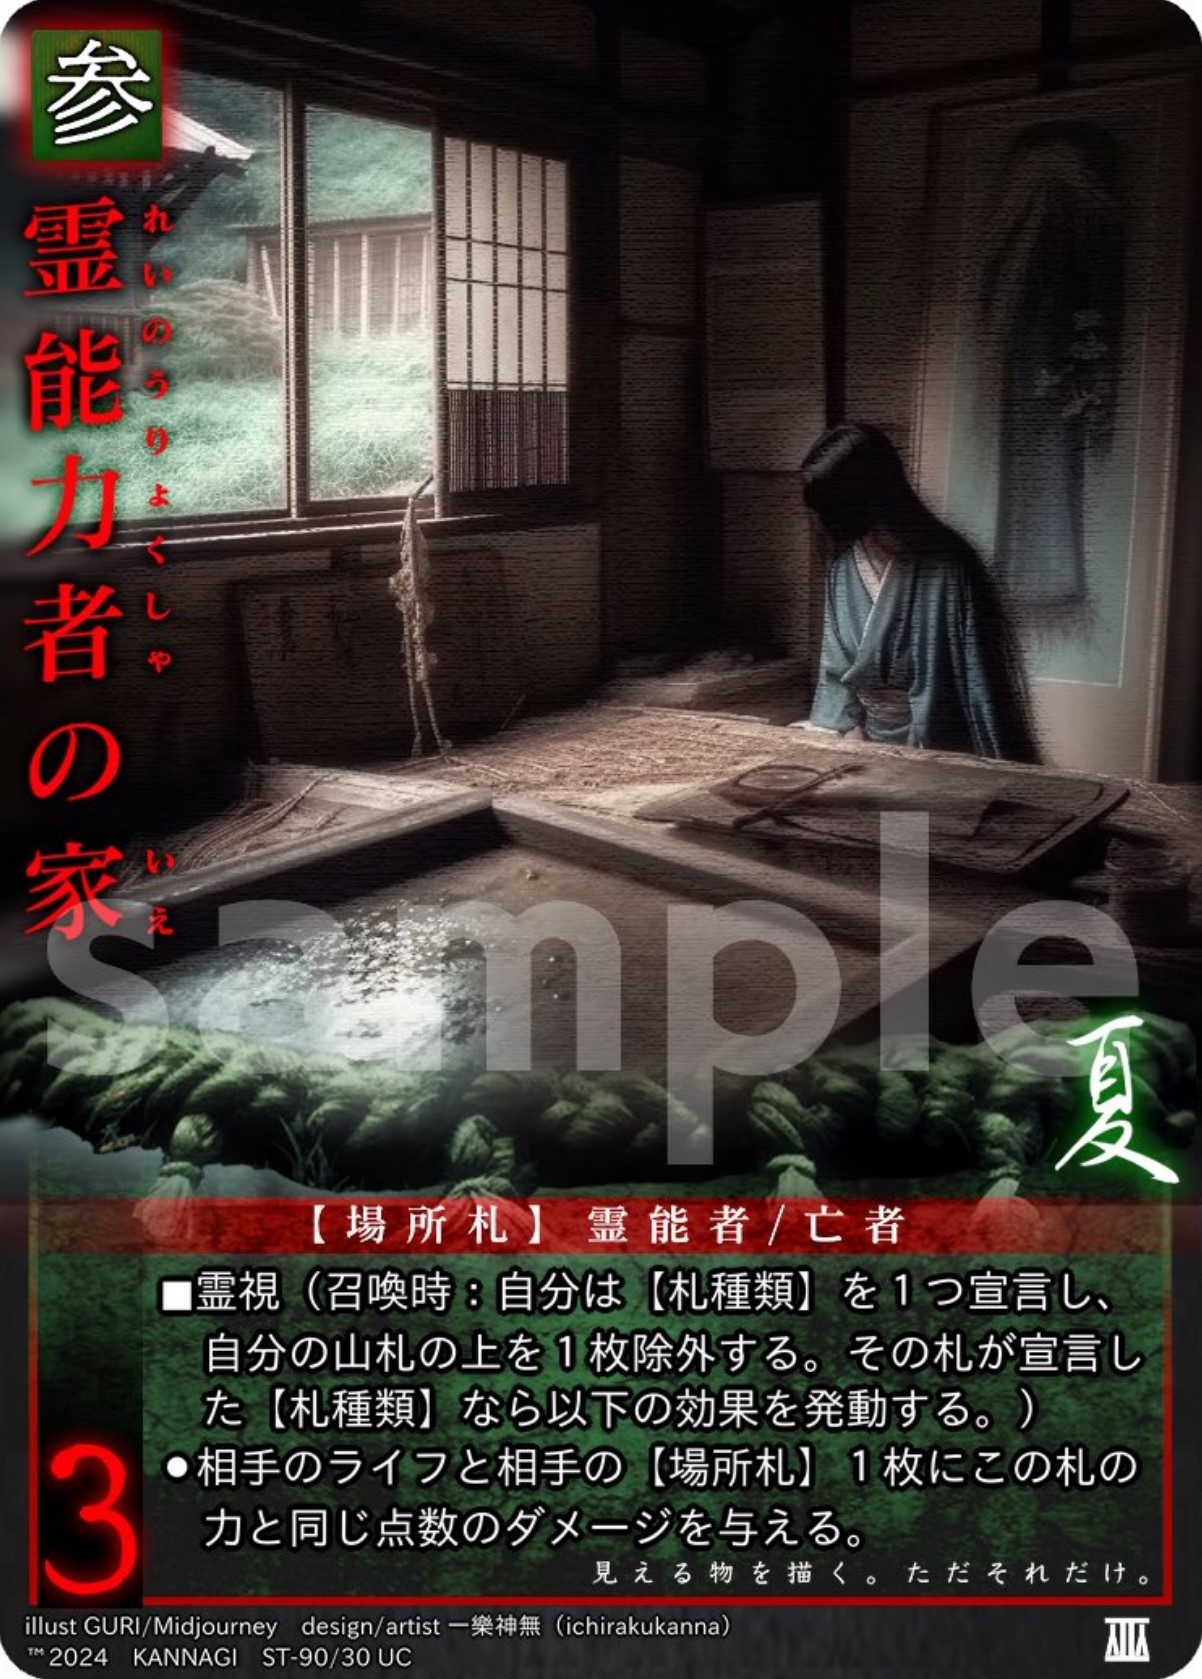 参
霊能力者の家
れいのうりょくしゃ
いえ
sample
夏
【場所札】霊能者/亡者
■霊視（召喚時：自分は【札種類】を１つ宣言し、
自分の山札の上を１枚除外する。その札が宣言し
た【札種類】なら以下の効果を発動する。）
●相手のライフと相手の【場所札】１枚にこの札の
力と同じ点数のダメージを与える。
3
見える物を描く。ただそれだけ。
illust GURI/Midjourney　design/artist 一樂神無（ichirakukanna）
™2024　KANNAGI　ST-90/30 UC